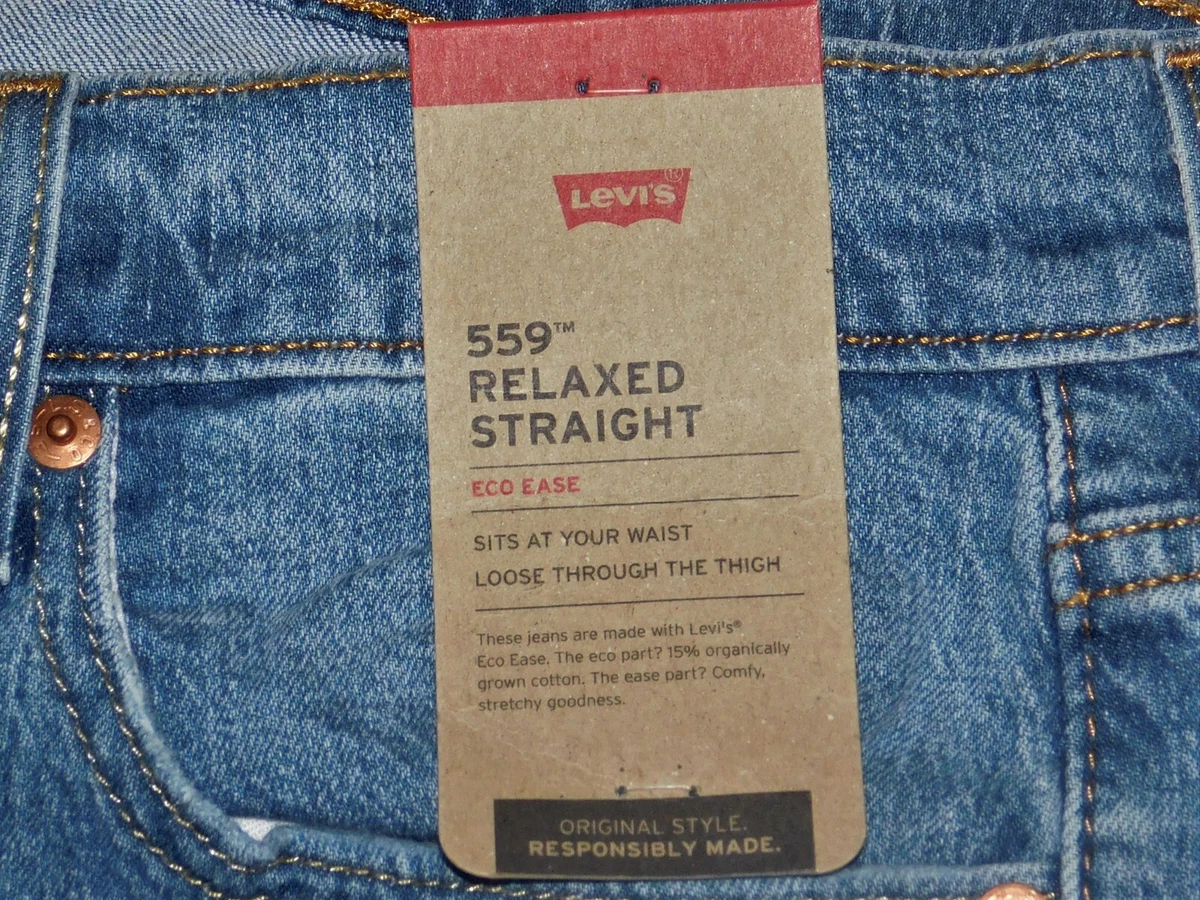 LEVI'S®
559™
RELAXED
STRAIGHT
ECO EASE
SITS AT YOUR WAIST
LOOSE THROUGH THE THIGH
These jeans are made with Levi's®
Eco Ease. The eco part? 15% organically
grown cotton. The ease part? Comfy,
stretchy goodness.
ORIGINAL STYLE.
RESPONSIBLY MADE.